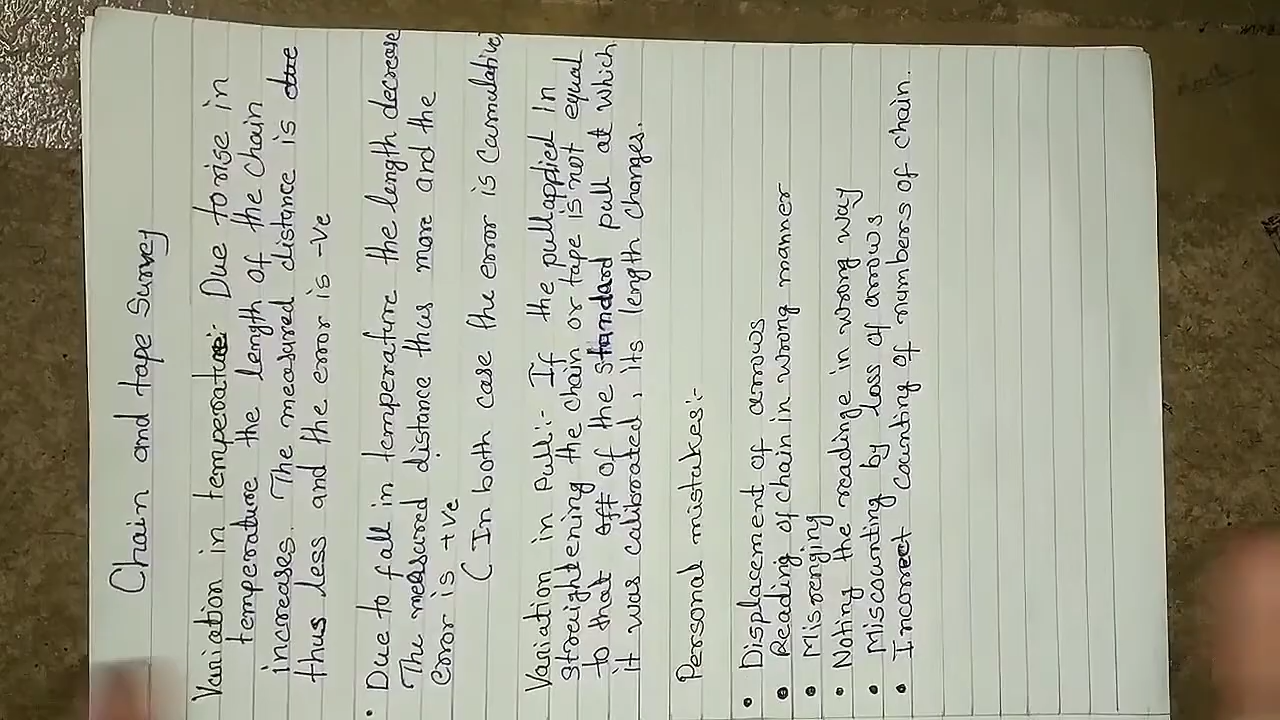 Chain and tape Survey
Variation in temperature:- Due to rise in
temperature the length of the chain
increases. The measured distance is due
thus less and the error is -ve
• Due to fall in temperature the length decrease
The measured distance thus more and the
error is +ve
(In both case the error is Camulative)
Variation in Pull:- If the pull applied in
streightening the chain or tape is not equal
to that of the standard pull at which
it was calibrated, its length changes.
Personal mistakes:-
• Displacement of arrows
• Reading of chain in wrong manner
• Misrenging
• Noting the readinge in wrong way
• Miscounting by loss of arrows
• Incorrect counting of numbers of chain.